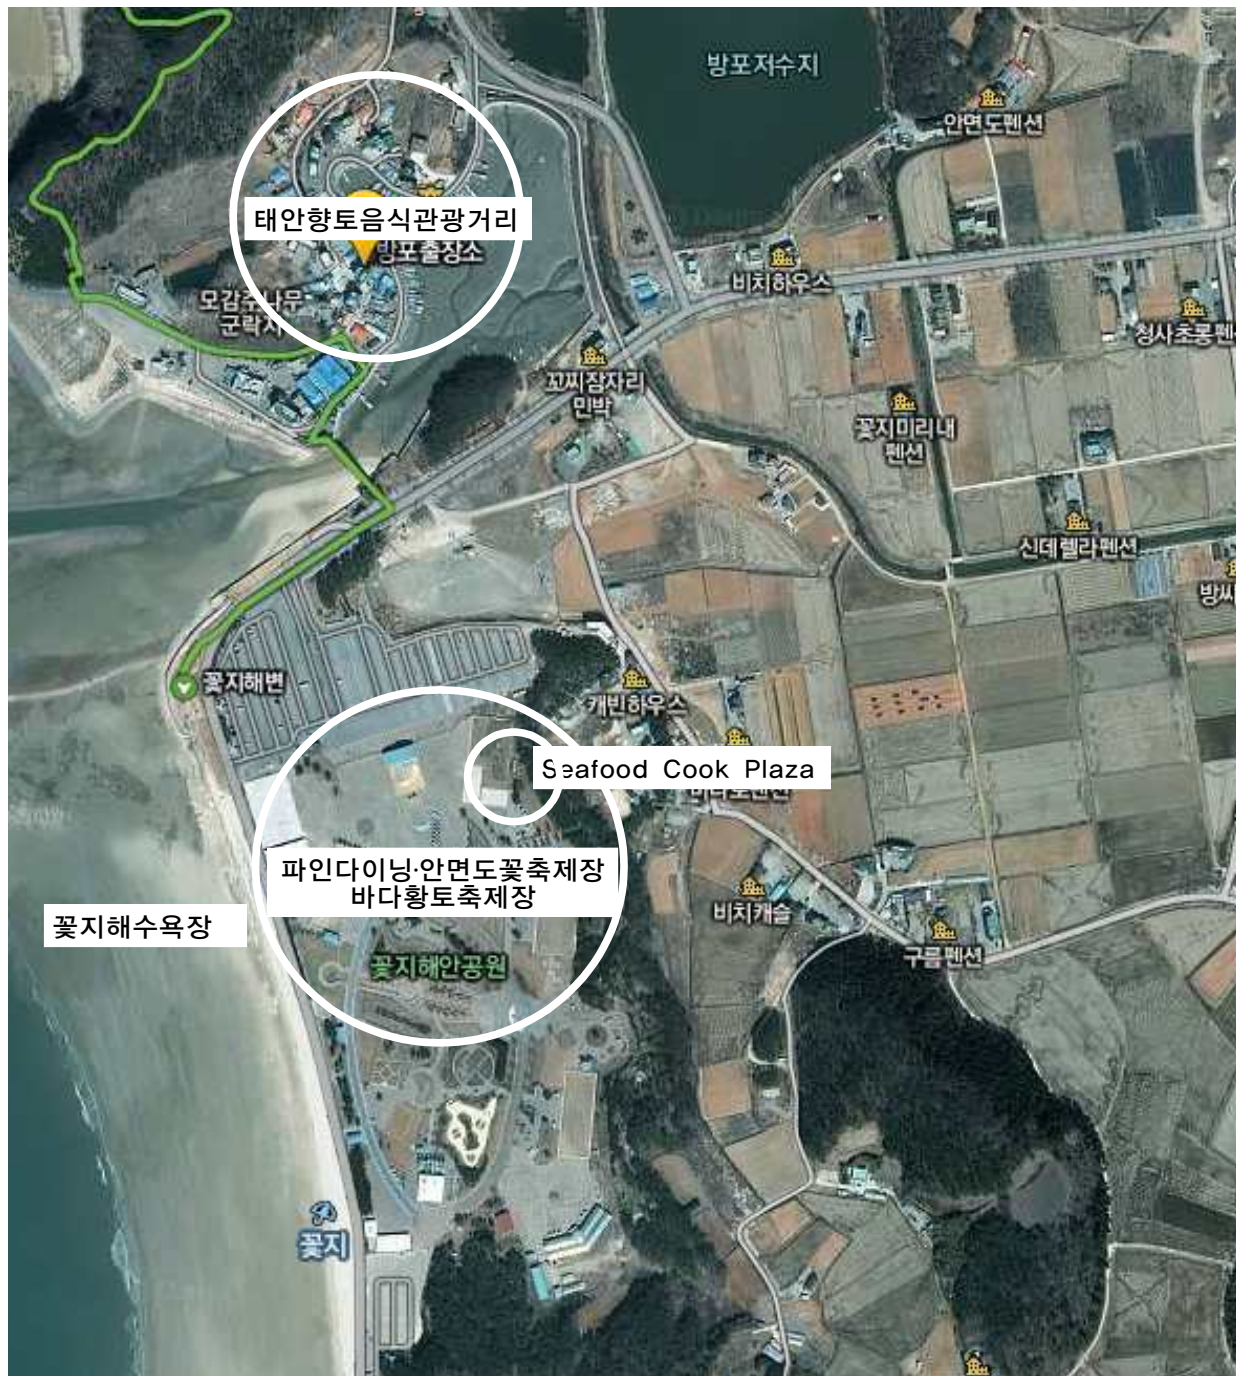 방포저수지
안면도펜션
태안향토음식관광거리
방포출장소
비치하우스
모감주나무
군락지
청사초롱펜
꼬찌잠자리
민박
꽃지미리내
펜션
신데렐라펜션
방씨
꽃지해변
캐빈하우스
Seafood Cook Plaza
파인다이닝·안면도꽃축제장
바다황토축제장
비치캐슬
꽃지해수욕장
구름펜션
꽃지해안공원
꽃지